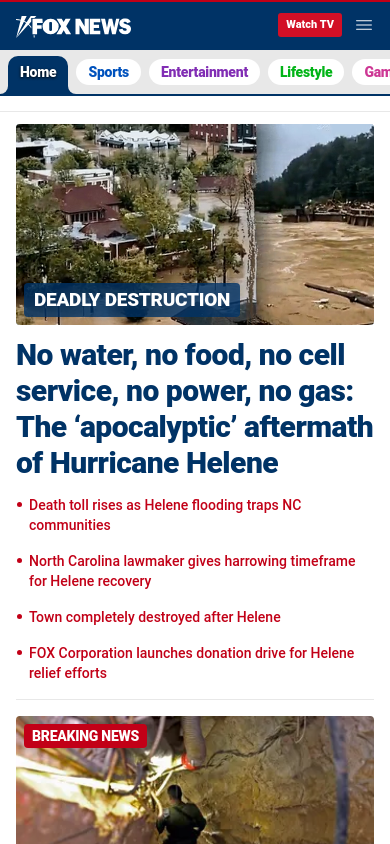 FOX NEWS
Watch TV
Home
Sports
Entertainment
Lifestyle
Gam
DEADLY DESTRUCTION
No water, no food, no cell
service, no power, no gas:
The ‘apocalyptic’ aftermath
of Hurricane Helene
• Death toll rises as Helene flooding traps NC
communities
• North Carolina lawmaker gives harrowing timeframe
for Helene recovery
• Town completely destroyed after Helene
• FOX Corporation launches donation drive for Helene
relief efforts
BREAKING NEWS